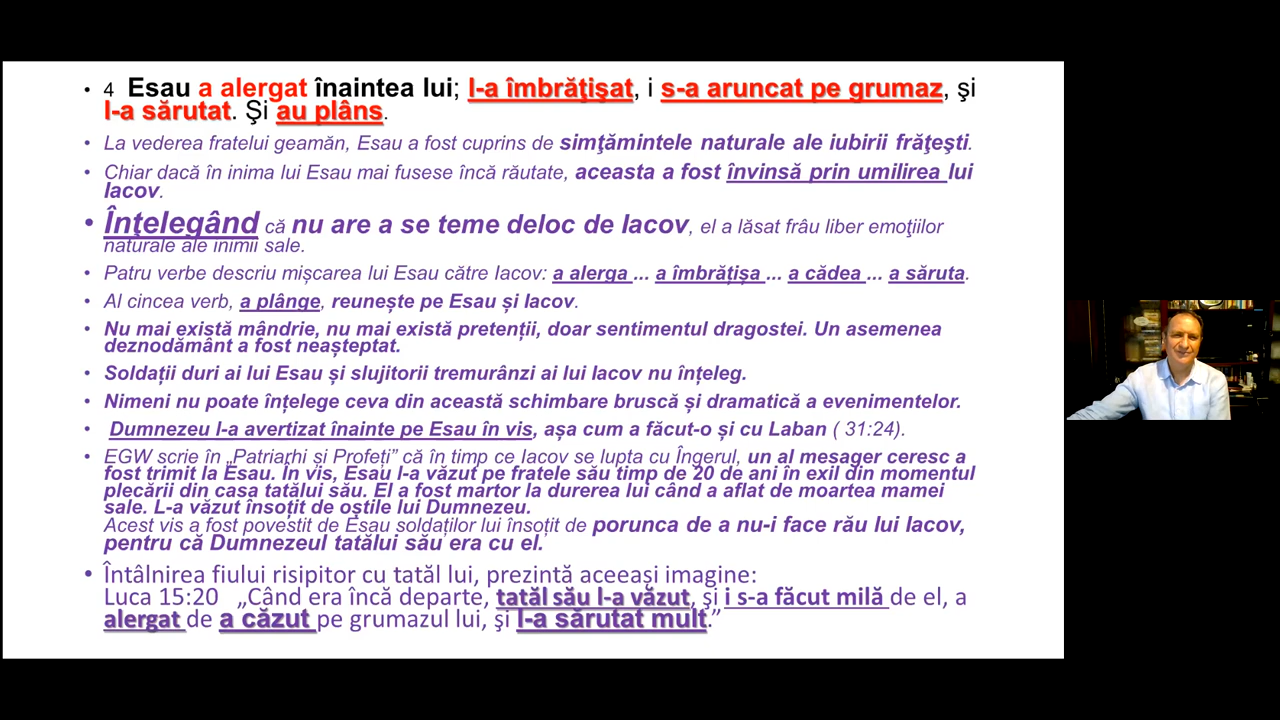 • 4 Esau a alergat înaintea lui; l-a îmbrăţişat, i s-a aruncat pe grumaz, şi
l-a sărutat. Şi au plâns.
• La vederea fratelui geamăn, Esau a fost cuprins de simţămintele naturale ale iubirii frăţeşti.
• Chiar dacă în inima lui Esau mai fusese încă răutate, aceasta a fost învinsă prin umilirea lui
Iacov.
• Înţelegând că nu are a se teme deloc de Iacov, el a lăsat frâu liber emoţiilor
naturale ale inimii sale.
• Patru verbe descriu mișcarea lui Esau către Iacov: a alerga ... a îmbrățișa ... a cădea ... a săruta.
• Al cincea verb, a plânge, reunește pe Esau și Iacov.
• Nu mai există mândrie, nu mai există pretenții, doar sentimentul dragostei. Un asemenea
deznodământ a fost neașteptat.
• Soldații duri ai lui Esau și slujitorii tremurânzi ai lui Iacov nu înțeleg.
• Nimeni nu poate înțelege ceva din această schimbare bruscă și dramatică a evenimentelor.
• Dumnezeu l-a avertizat înainte pe Esau în vis, așa cum a făcut-o și cu Laban ( 31:24).
• EGW scrie în „Patriarhi și Profeți” că în timp ce Iacov se lupta cu Îngerul, un al mesager ceresc a
fost trimit la Esau. În vis, Esau l-a văzut pe fratele său timp de 20 de ani în exil din momentul
plecării din casa tatălui său. El a fost martor la durerea lui când a aflat de moartea mamei
sale. L-a văzut însoțit de oştile lui Dumnezeu.
Acest vis a fost povestit de Esau soldaților lui însoțit de porunca de a nu-i face rău lui Iacov,
pentru că Dumnezeul tatălui său era cu el.
• Întâlnirea fiului risipitor cu tatăl lui, prezintă aceeași imagine:
Luca 15:20 „Când era încă departe, tatăl său l-a văzut, şi i s-a făcut milă de el, a
alergat de a căzut pe grumazul lui, şi l-a sărutat mult.”